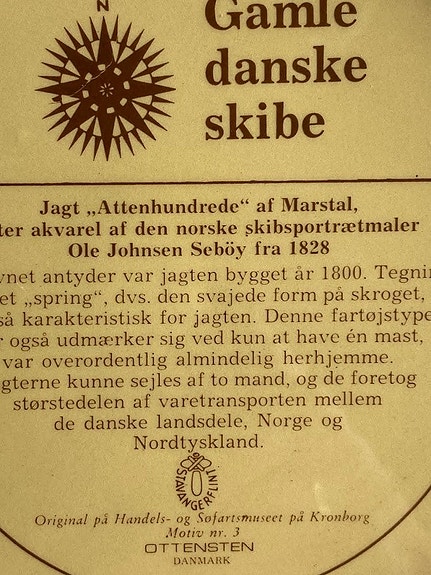 N
Gamle
danske
skibe
Jagt „Attenhundrede" af Marstal,
ter akvarel af den norske skibsportrætmaler
Ole Johnsen Seböy fra 1828
vnet antyder var jagten bygget år 1800. Tegnin
et „spring", dvs. den svajede form på skroget,
så karakteristisk for jagten. Denne fartøjstype
r også udmærker sig ved kun at have én mast,
var overordentlig almindelig herhjemme.
gterne kunne sejles af to mand, og de foretog
størstedelen af varetransporten mellem
de danske landsdele, Norge og
Nordtyskland.
STAVANGERFLINT
Original på Handels- og Søfartsmuseet på Kronborg
Motiv nr. 3
OTTENSTEN
DANMARK